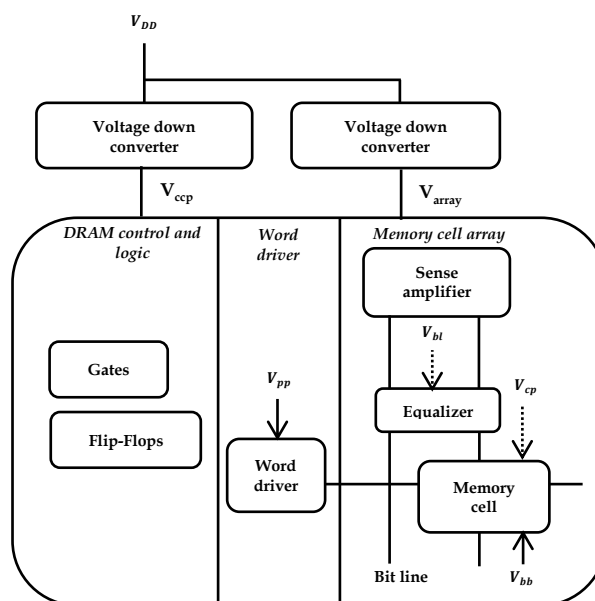 V_DD
Voltage down
converter
Voltage down
converter
V_ccp
V_array
DRAM control and
logic
Word
driver
Memory cell array
Sense
amplifier
V_bl
Gates
V_pp
V_cp
Equalizer
Flip-Flops
Word
driver
Memory
cell
Bit line
V_bb